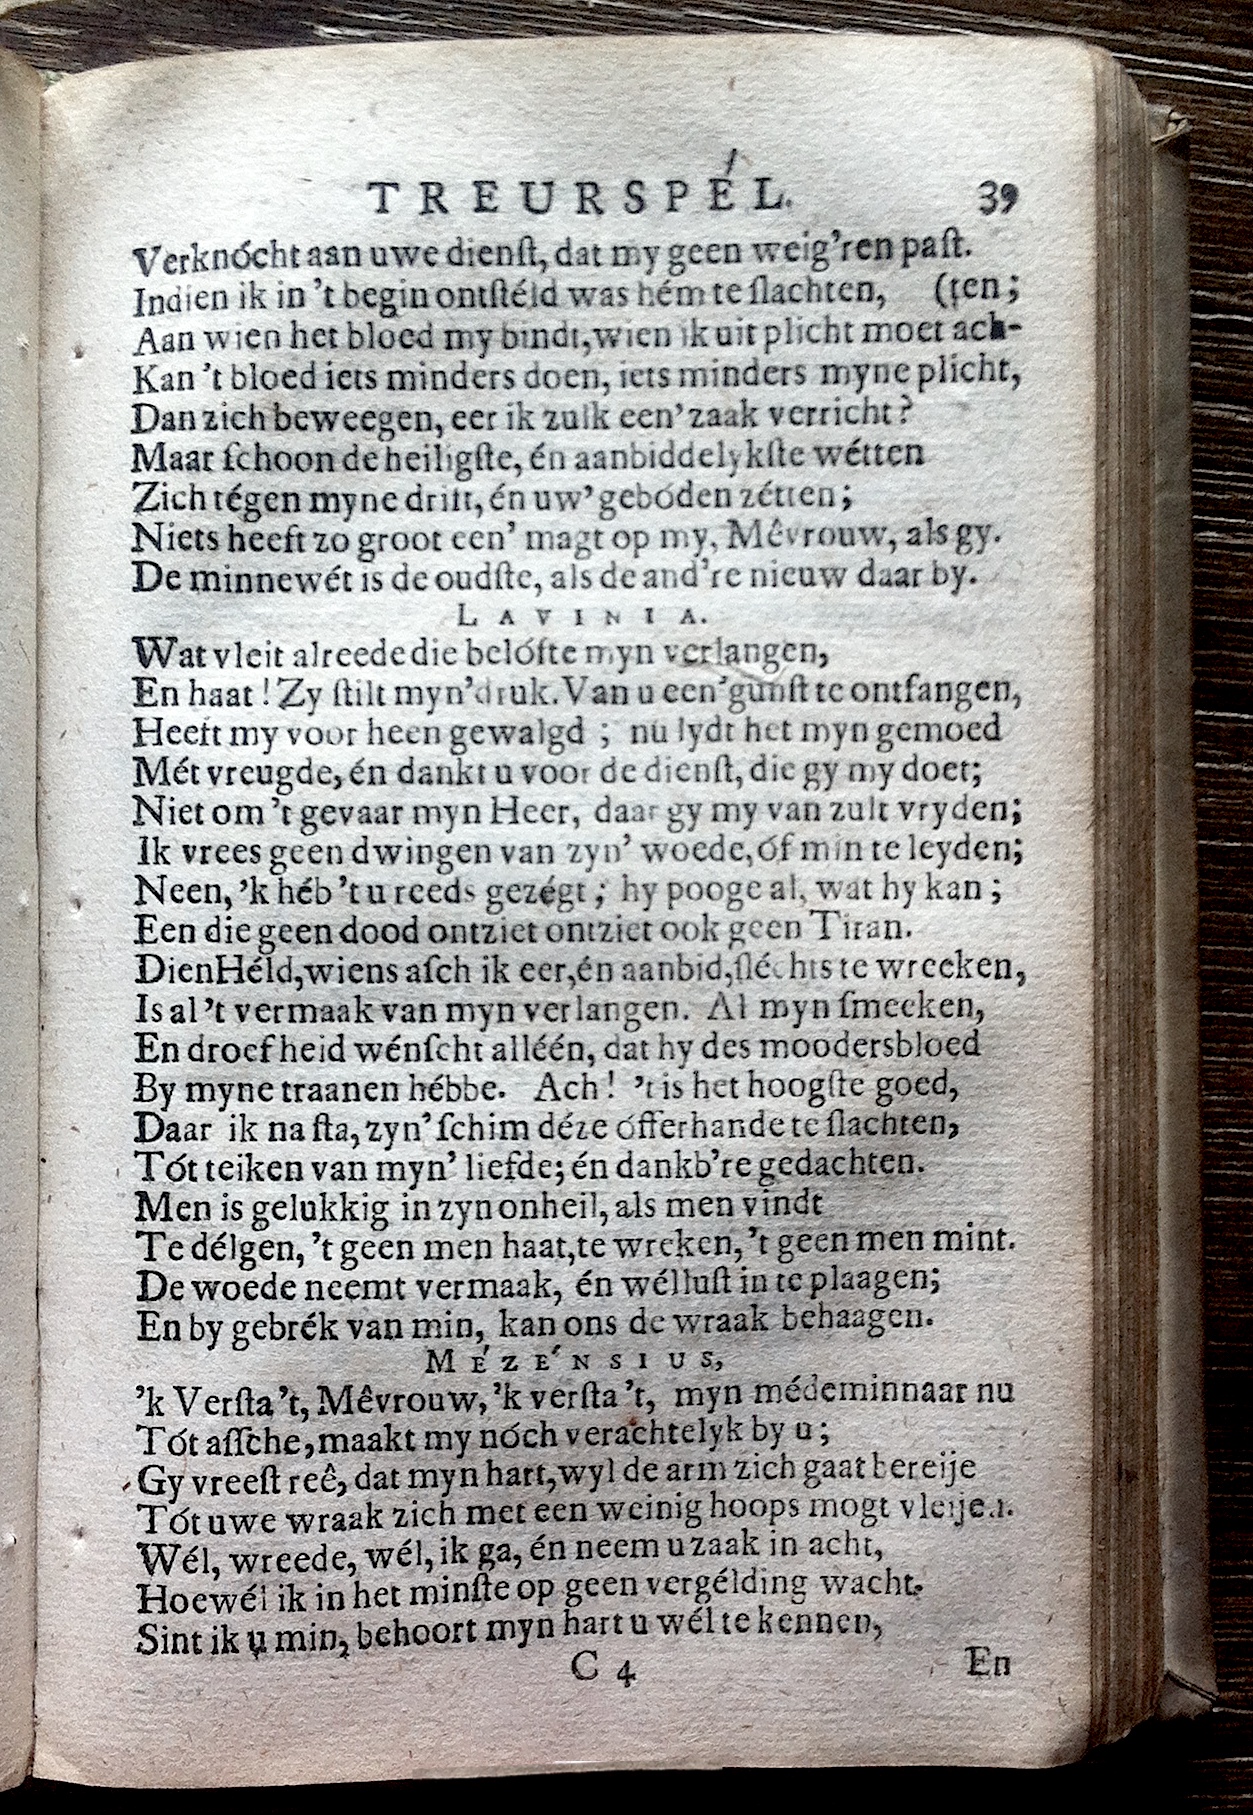 TREURSPÉL. 39
Verknócht aan uwe dienſt, dat my geen weig'ren paſt.
Indien ik in 't begin ontſtéld was hém te ſlachten, (ten;
Aan wien het bloed my bindt, wien ik uit plicht moet ach-
Kan 't bloed iets minders doen, iets minders myne plicht,
Dan zich beweegen, eer ik zulk een' zaak verricht?
Maar ſchoon de heiligſte, én aanbiddelykſte wétten
Zich tégen myne drift, én uw' geboden zétten;
Niets heeft zo groot een' magt op my, Mêvrouw, als gy.
De minnewét is de oudſte, als de and're nieuw daar by.
LAVINIA.
Wat vleit alreede die belófte myn verlangen,
En haat! Zy ſtilt myn' druk. Van u een' gunſt te ontfangen,
Heeft my voor heen gewalgd; nu lydt het myn gemoed
Mét vreugde, én dankt u voor de dienſt, die gy my doet;
Niet om 't gevaar myn Heer, daar gy my van zult vryden;
Ik vrees geen dwingen van zyn' woede, óf min te leyden;
Neen, 'k héb 't u reeds gezégt; hy pooge al, wat hy kan;
Een die geen dood ontziet ontziet ook geen Tiran.
Dien Héld, wiens aſch ik eer, én aanbid, ſléchts te wreeken,
Is al 't vermaak van myn verlangen. Al myn ſmeeken,
En droefheid wénſcht alléén, dat hy des moodersbloed
By myne traanen hébbe. Ach! 't is het hoogſte goed,
Daar ik na ſta, zyn' ſchim déze offerhande te ſlachten,
Tót teiken van myn' liefde; én dankb're gedachten.
Men is gelukkig in zyn onheil, als men vindt
Te délgen, 't geen men haat, te wreken, 't geen men mint.
De woede neemt vermaak, én wélluſt in te plaagen;
En by gebrék van min, kan ons de wraak behaagen.
MÉZÉNSIUS,
'k Verſta 't, Mêvrouw, 'k verſta 't, myn médeminnaar nu
Tót aſſche, maakt my nóch verachtelyk by u;
Gy vreeſt reê, dat myn hart, wyl de arm zich gaat bereije
Tót uwe wraak zich met een weinig hoops mogt vleijen.
Wél, wreede, wél, ik ga, én neem u zaak in acht,
Hoewél ik in het minſte op geen vergélding wacht.
Sint ik u min, behoort myn hart u wél te kennen,
C 4 En